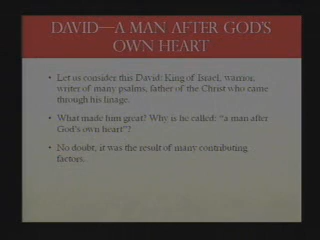 DAVID—A MAN AFTER GOD'S
OWN HEART
• Let us consider this David: King of Israel, warrior,
writer of many psalms, father of the Christ who came
through his linage.
• What made him great? Why is he called: "a man after
God's own heart"?
• No doubt, it was the result of many contributing
factors.